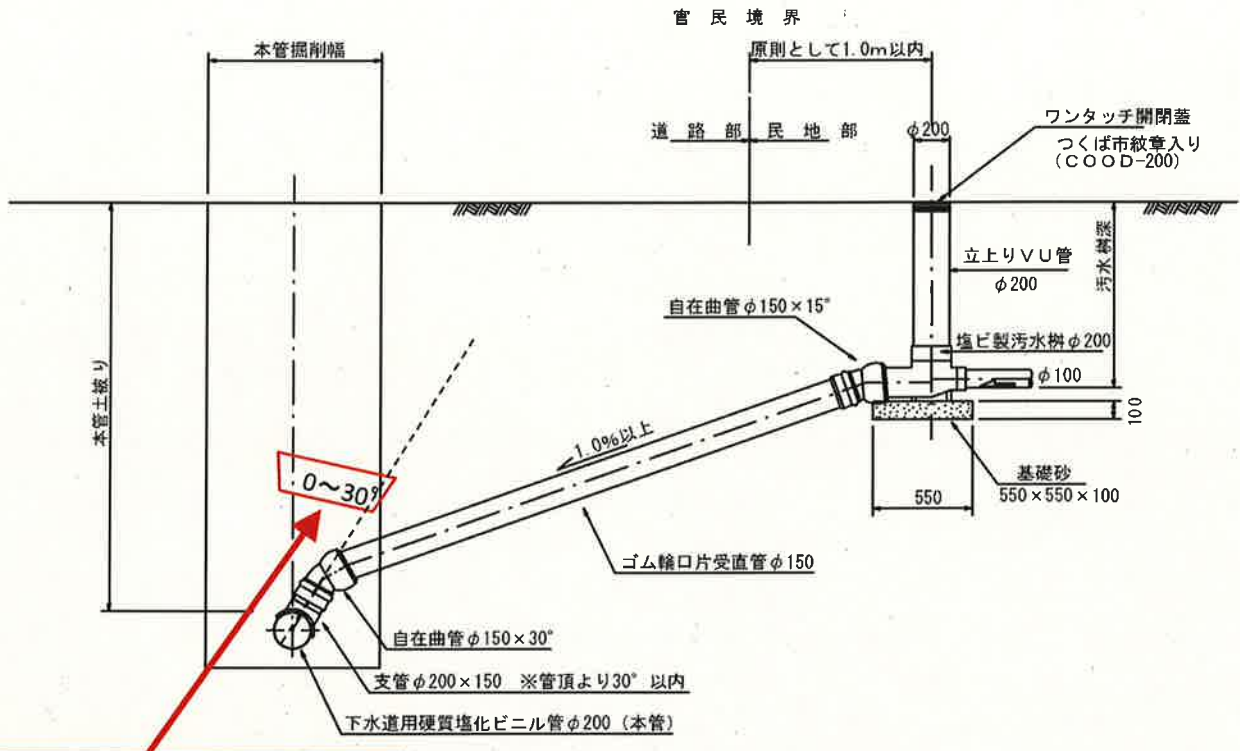 官 民 境 界
本管掘削幅
原則として1.0m以内
道 路 部 民 地 部
φ200
ワンタッチ開閉蓋
つくば市紋章入り
(COOD-200)
立上りVU管
φ200
汚水桝深
自在曲管φ150×15°
塩ビ製汚水桝φ200
φ100
100
本管土被り
1.0%以上
0～30°
基礎砂
550×550×100
550
ゴム輪口片受直管φ150
自在曲管φ150×30°
支管φ200×150 ※管頂より30°以内
下水道用硬質塩化ビニル管φ200（本管）